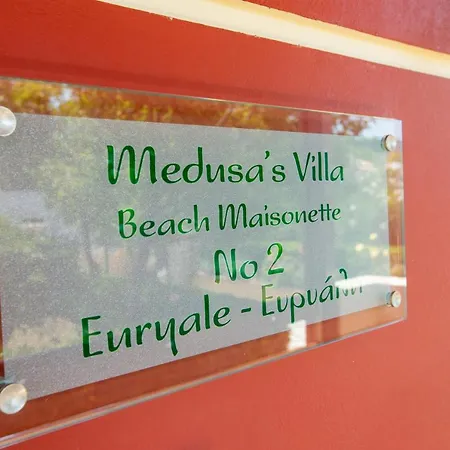 Medusa's Villa
Beach Maisonette
No 2
Euryale - Ευρυάλη